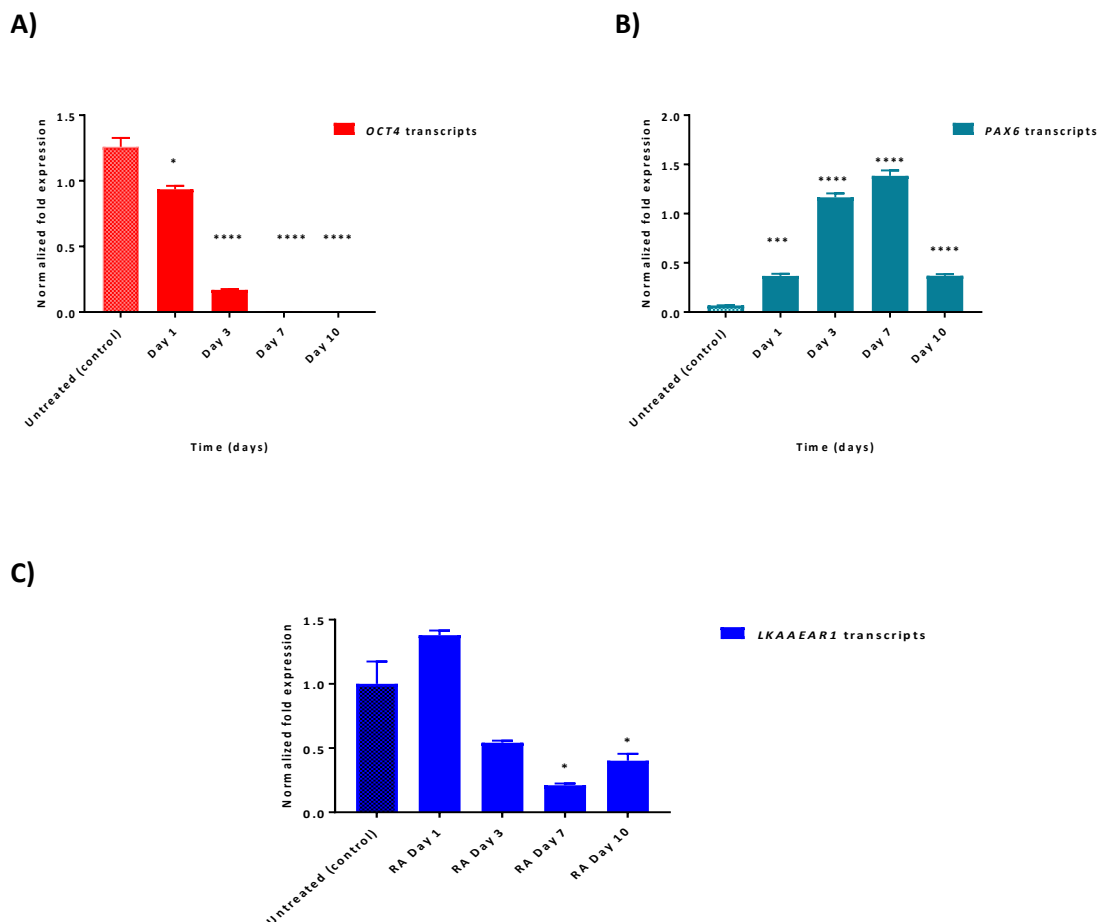 A)
Normalized fold expression
1.5
1.0
0.5
0.0
*
****
****
****
OCT4 transcripts
Untreated (control)
Day 1
Day 3
Day 7
Day 10
Time (days)
B)
Normalized fold expression
2.0
1.5
1.0
0.5
0.0
***
****
****
****
PAX6 transcripts
Untreated (control)
Day 1
Day 3
Day 7
Day 10
Time (days)
C)
Normalized fold expression
1.5
1.0
0.5
0.0
*
*
LKAAEAR1 transcripts
Untreated (control)
RA Day 1
RA Day 3
RA Day 7
RA Day 10